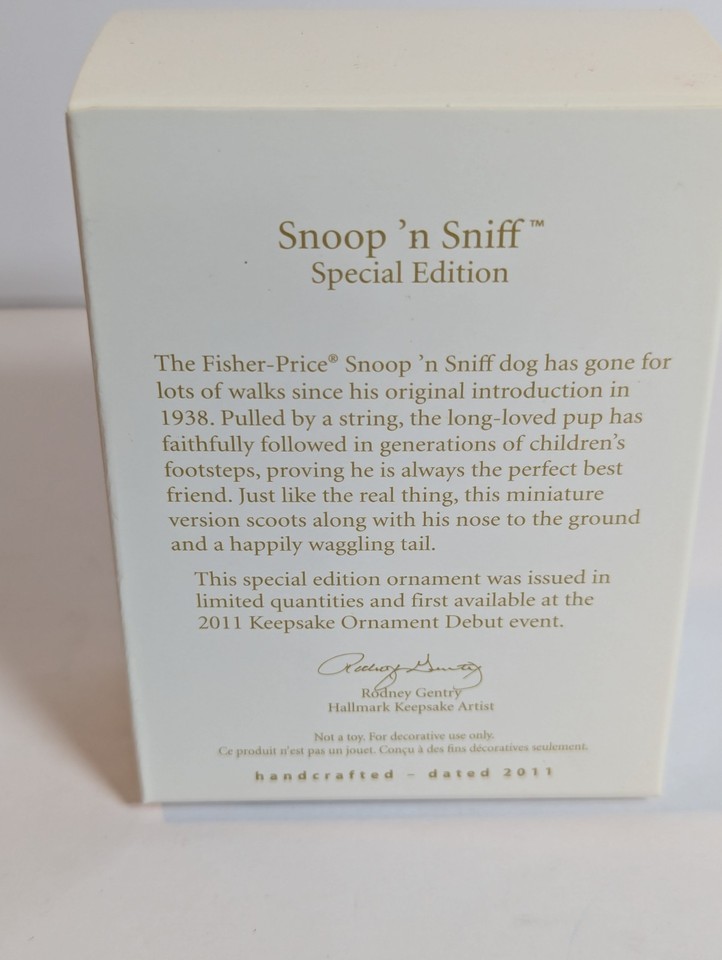 Snoop 'n Sniff™
Special Edition
The Fisher-Price® Snoop 'n Sniff dog has gone for
lots of walks since his original introduction in
1938. Pulled by a string, the long-loved pup has
faithfully followed in generations of children's
footsteps, proving he is always the perfect best
friend. Just like the real thing, this miniature
version scoots along with his nose to the ground
and a happily waggling tail.
This special edition ornament was issued in
limited quantities and first available at the
2011 Keepsake Ornament Debut event.
Rodney Gentry
Rodney Gentry
Hallmark Keepsake Artist
Not a toy. For decorative use only.
Ce produit n'est pas un jouet. Conçu à des fins décoratives seulement.
handcrafted – dated 2011